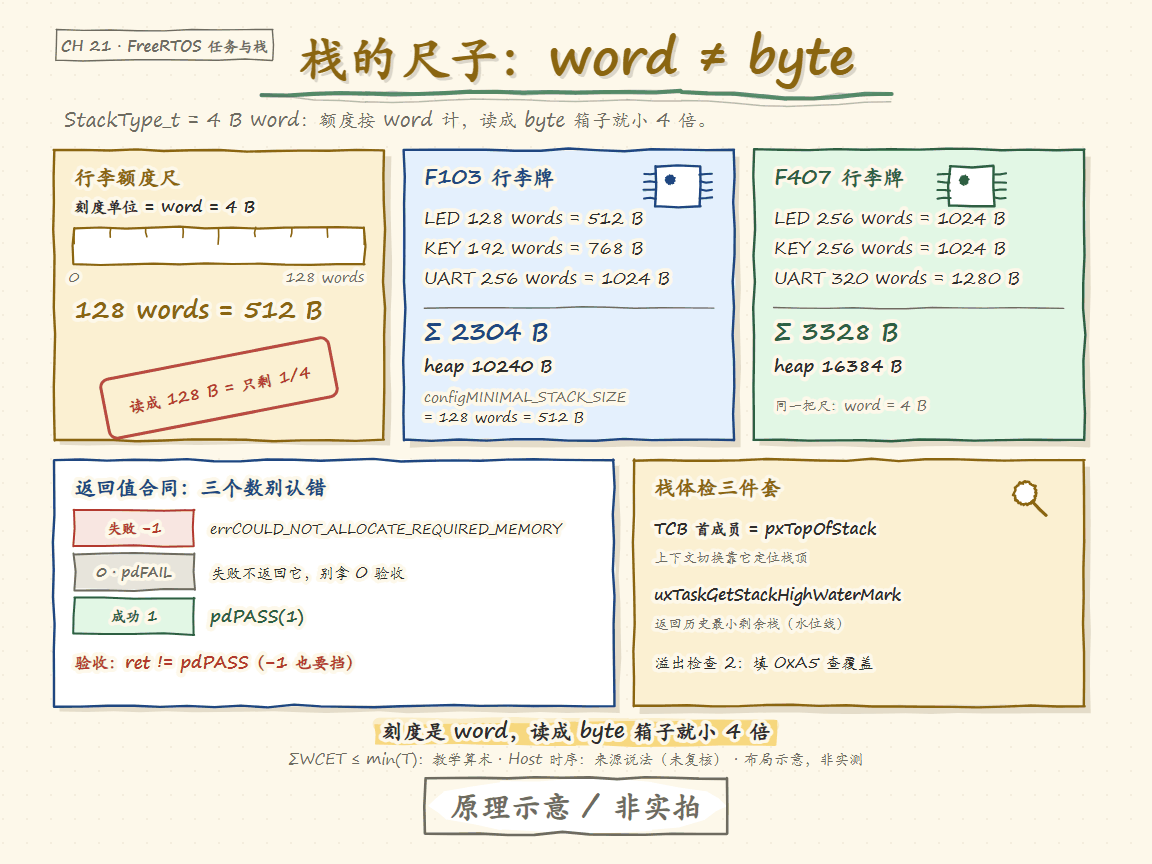 CH 21 · FreeRTOS 任务与栈
栈的尺子：word ≠ byte
StackType_t = 4 B word：额度按 word 计，读成 byte 箱子就小 4 倍。
行李额度尺
刻度单位 = word = 4 B
0
128 words
128 words = 512 B
读成 128 B = 只剩 1/4
F103 行李牌
LED 128 words = 512 B
KEY 192 words = 768 B
UART 256 words = 1024 B
Σ 2304 B
heap 10240 B
configMINIMAL_STACK_SIZE
= 128 words = 512 B
F407 行李牌
LED 256 words = 1024 B
KEY 256 words = 1024 B
UART 320 words = 1280 B
Σ 3328 B
heap 16384 B
同一把尺：word = 4 B
返回值合同：三个数别认错
失败 -1
errCOULD_NOT_ALLOCATE_REQUIRED_MEMORY
0 · pdFAIL
失败不返回它，别拿 0 验收
成功 1
pdPASS(1)
验收：ret != pdPASS（-1 也要挡）
栈体检三件套
TCB 首成员 = pxTopOfStack
上下文切换靠它定位栈顶
uxTaskGetStackHighWaterMark
返回历史最小剩余栈（水位线）
溢出检查 2：填 0xA5 查覆盖
刻度是 word，读成 byte 箱子就小 4 倍
ΣWCET ≤ min(T)：教学算术 · Host 时序：来源说法（未复核） · 布局示意，非实测
原理示意 / 非实拍